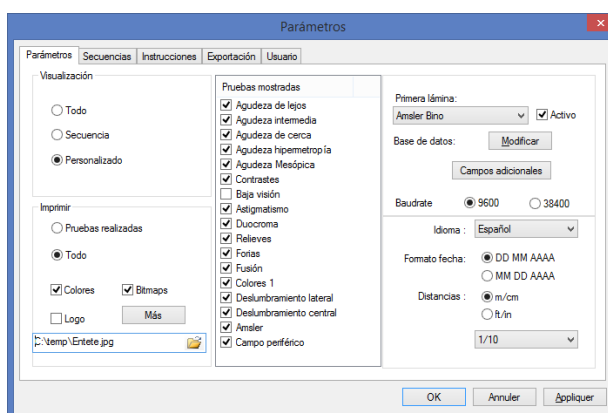 Parámetros
Parámetros Secuencias Instrucciones Exportación Usuario
Visualización
Todo
Secuencia
Personalizado
Imprimir
Pruebas realizadas
Todo
Colores Bitmaps
Logo Más
C:\temp\Entete.jpg
Pruebas mostradas
Agudeza de lejos
Agudeza intermedia
Agudeza de cerca
Agudeza hipermetropía
Agudeza Mesópica
Contrastes
Baja visión
Astigmatismo
Duocroma
Relieves
Forias
Fusión
Colores 1
Deslumbramiento lateral
Deslumbramiento central
Amsler
Campo periférico
Primera lámina:
Amsler Bino Activo
Base de datos: Modificar
Campos adicionales
Baudrate 9600 38400
Idioma : Español
Formato fecha: DD MM AAAA
MM DD AAAA
Distancias : m/cm
ft/in
1/10
OK Annuler Appliquer